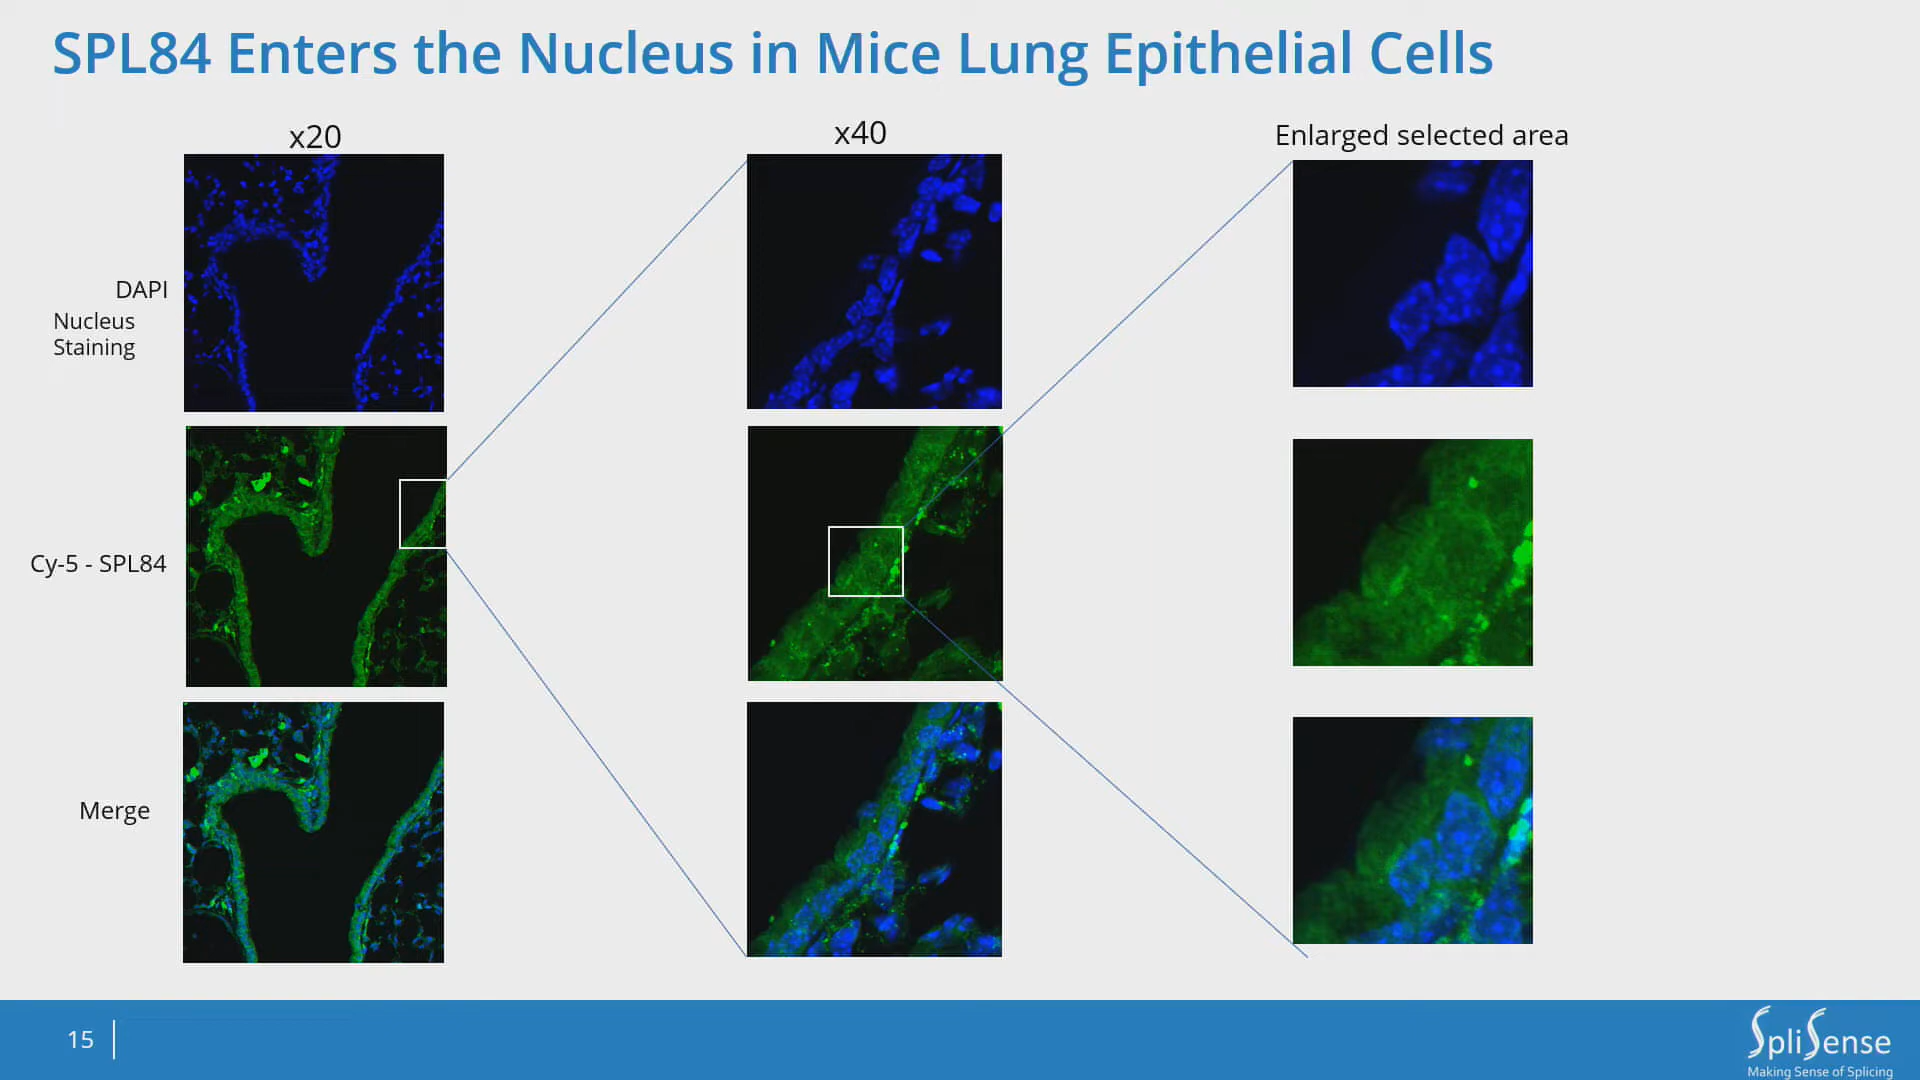 SPL84 Enters the Nucleus in Mice Lung Epithelial Cells
x20
x40
Enlarged selected area
DAPI
Nucleus
Staining
Cy-5 - SPL84
Merge
15
SpliSense
Making Sense of Splicing